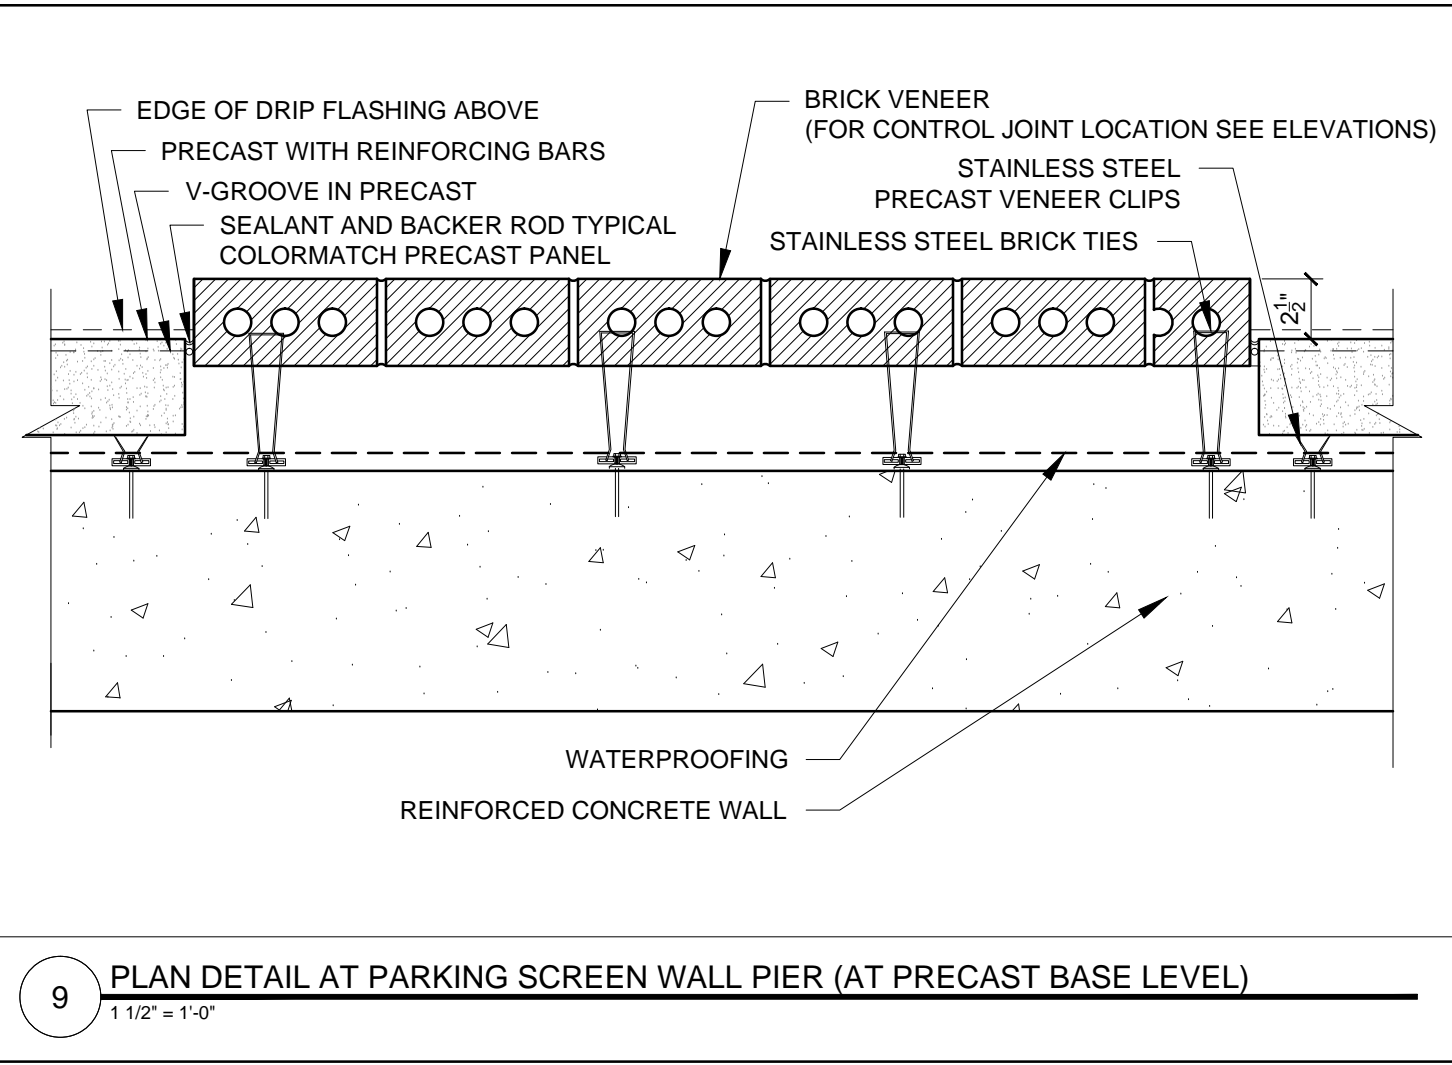 EDGE OF DRIP FLASHING ABOVE
PRECAST WITH REINFORCING BARS
V-GROOVE IN PRECAST
SEALANT AND BACKER ROD TYPICAL
COLORMATCH PRECAST PANEL
BRICK VENEER
(FOR CONTROL JOINT LOCATION SEE ELEVATIONS)
STAINLESS STEEL
PRECAST VENEER CLIPS
STAINLESS STEEL BRICK TIES
2 1/2"
WATERPROOFING
REINFORCED CONCRETE WALL
9
PLAN DETAIL AT PARKING SCREEN WALL PIER (AT PRECAST BASE LEVEL)
1 1/2" = 1'-0"